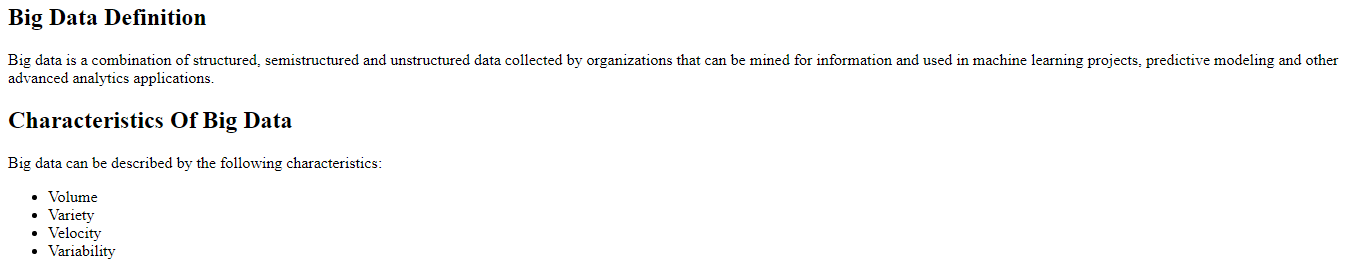 Big Data Definition
Big data is a combination of structured, semistructured and unstructured data collected by organizations that can be mined for information and used in machine learning projects, predictive modeling and other
advanced analytics applications.
Characteristics Of Big Data
Big data can be described by the following characteristics:
• Volume
• Variety
• Velocity
• Variability